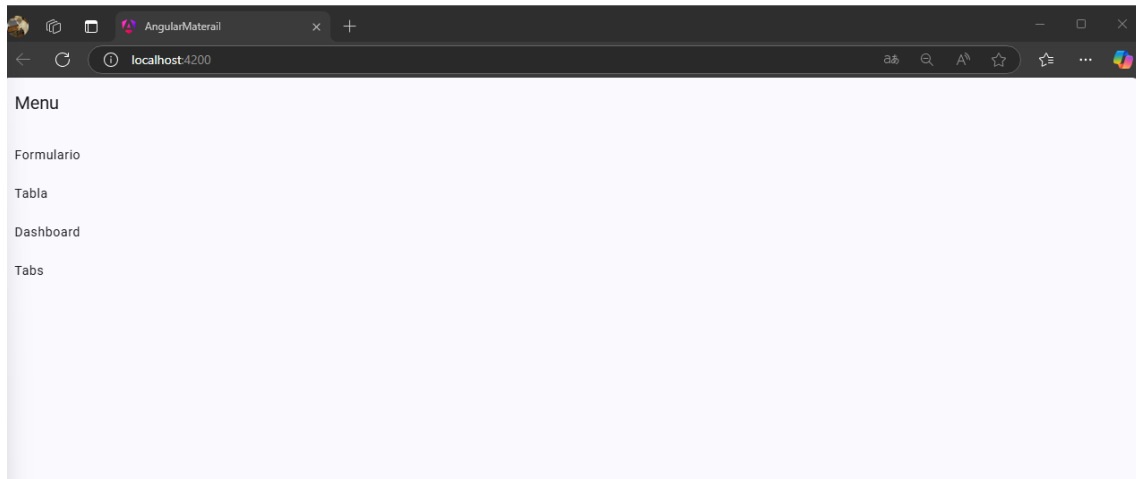 AngularMaterail
localhost:4200
Menu
Formulario
Tabla
Dashboard
Tabs